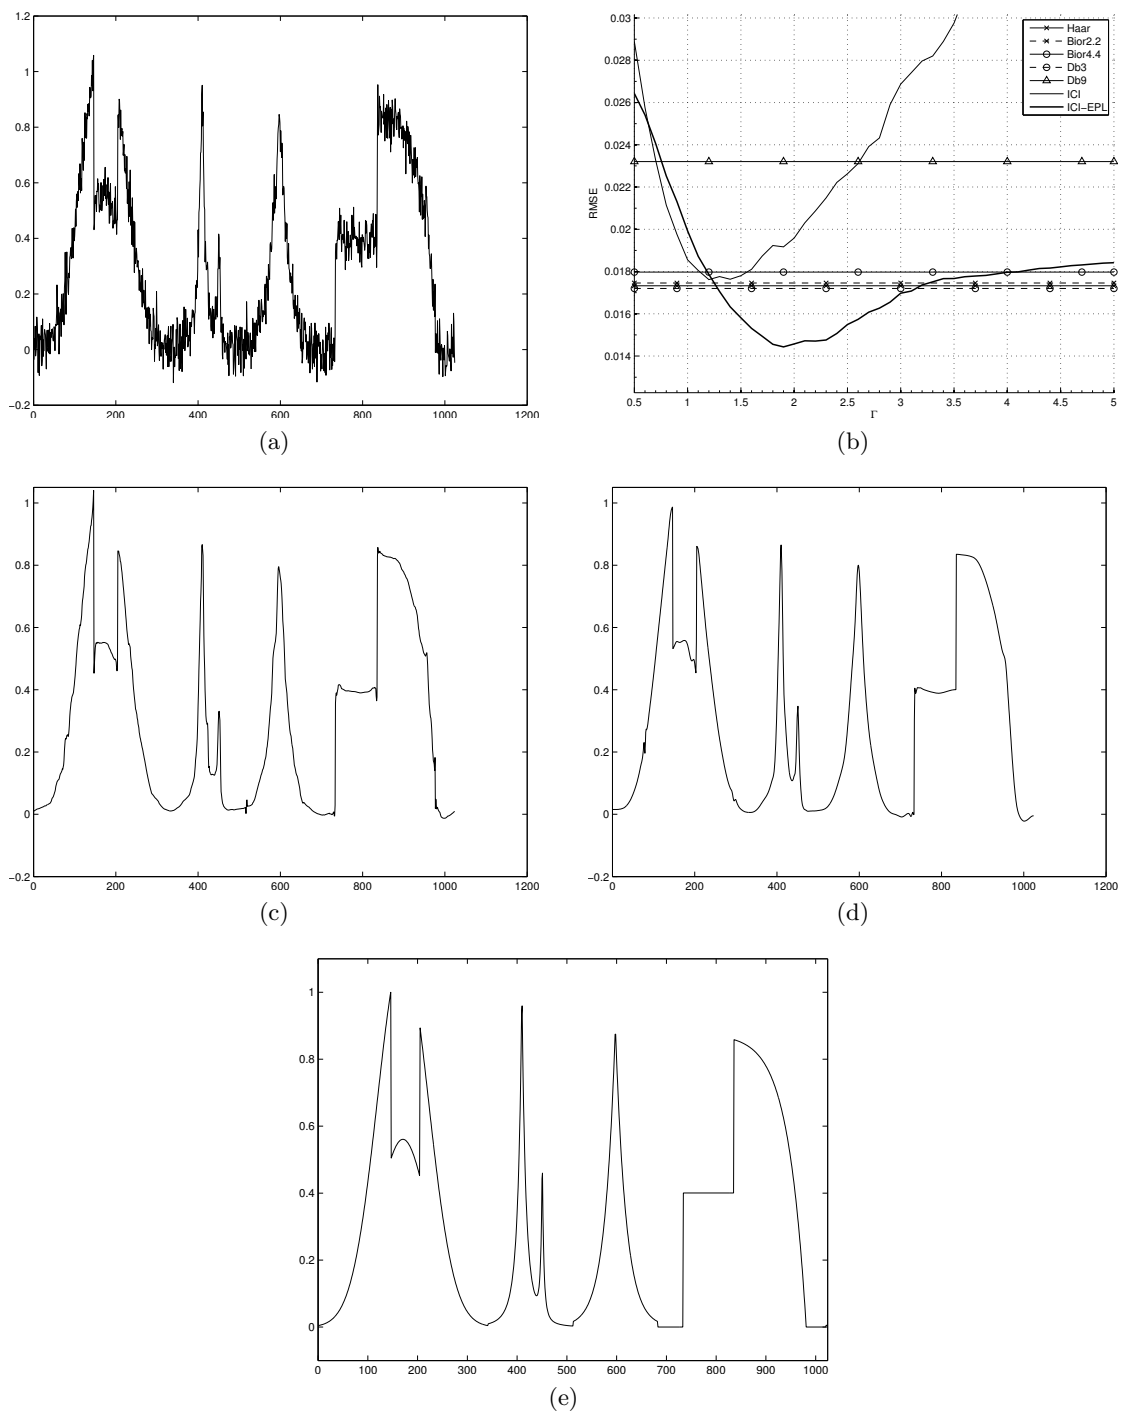 1.2
1
0.8
0.6
0.4
0.2
0
−0.2
0 200 400 600 800 1000 1200
(a)
0.03
0.028
0.026
0.024
0.022
0.02
0.018
0.016
0.014
RMSE
Haar
Bior2.2
Bior4.4
Db3
Db9
ICI
ICI−EPL
0.5 1 1.5 2 2.5 3 3.5 4 4.5 5
Γ
(b)
1
0.8
0.6
0.4
0.2
0
−0.2
0 200 400 600 800 1000 1200
(c)
1
0.8
0.6
0.4
0.2
0
−0.2
0 200 400 600 800 1000 1200
(d)
1
0.8
0.6
0.4
0.2
0
0 100 200 300 400 500 600 700 800 900 1000
(e)